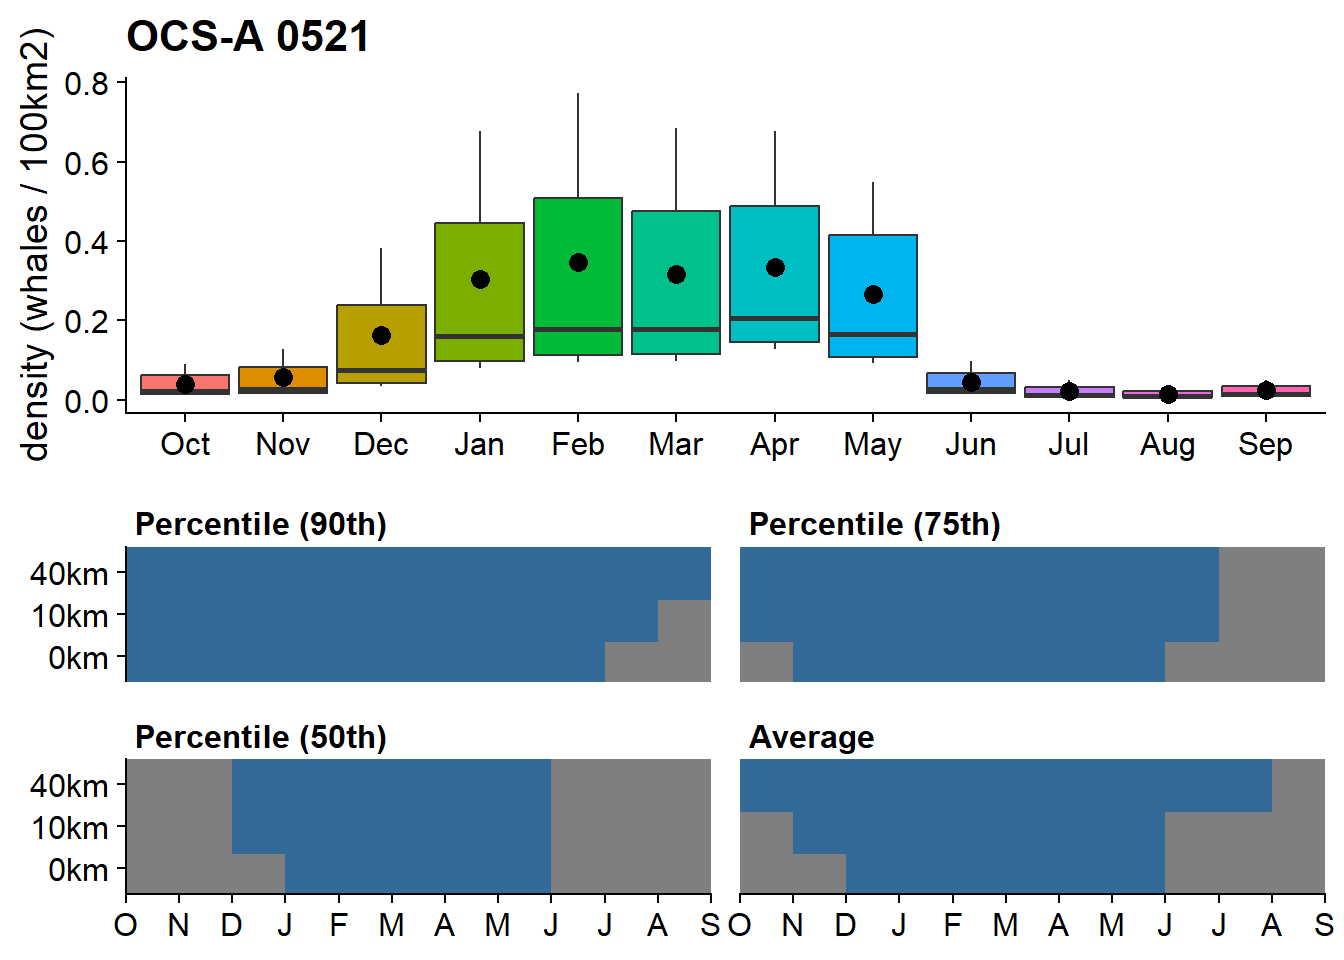 OCS-A 0521
density (whales / 100km2)
0.8
0.6
0.4
0.2
0.0
Oct Nov Dec Jan Feb Mar Apr May Jun Jul Aug Sep
Percentile (90th) Percentile (75th)
40km
10km
0km
Percentile (50th) Average
40km
10km
0km
O N D J F M A M J J A S O N D J F M A M J J A S